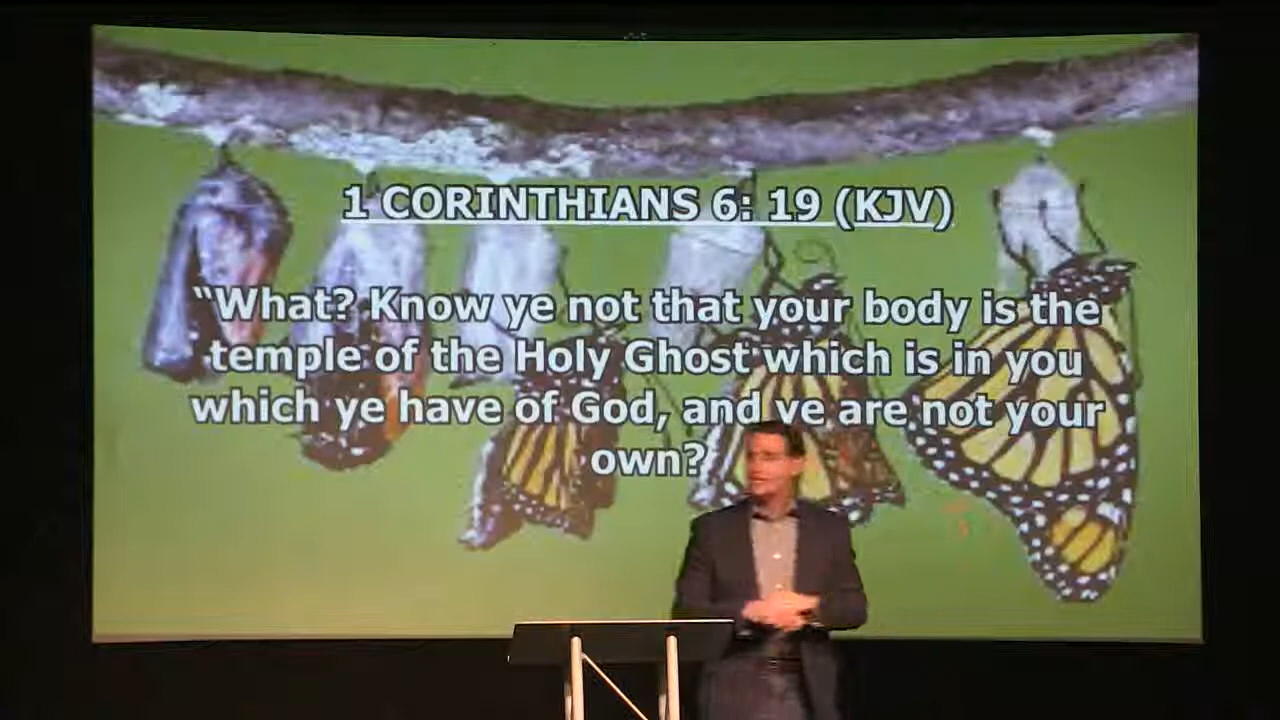 1 CORINTHIANS 6: 19 (KJV)
“What? Know ye not that your body is the
temple of the Holy Ghost which is in you
which ye have of God, and ye are not your
own?